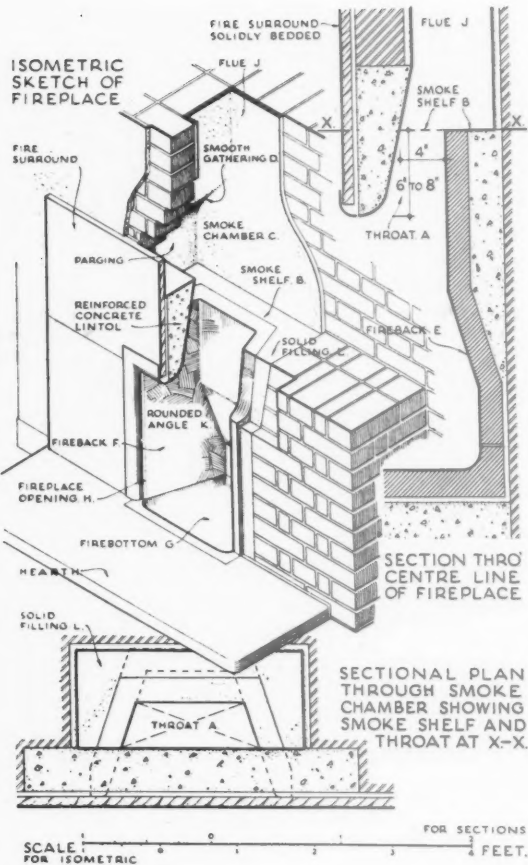 FIRE SURROUND
SOLIDLY BEDDED
FLUE J
ISOMETRIC
SKETCH OF
FIREPLACE
FLUE J
SMOKE
SHELF B
X.
X.
FIRE
SURROUND
SMOOTH
GATHERING D.
4"
6" TO 8"
SMOKE
CHAMBER C.
THROAT A
PARGING
SMOKE
SHELF. B.
REINFORCED
CONCRETE
LINTOL
SOLID
FILLING L.
FIREBACK E
ROUNDED
ANGLE K.
FIREBACK F.
FIREPLACE
OPENING. H.
FIREBOTTOM G
SECTION THRO'
CENTRE LINE
OF FIREPLACE
HEARTH
SOLID
FILLING L.
THROAT A
SECTIONAL PLAN
THROUGH SMOKE
CHAMBER SHOWING
SMOKE SHELF AND
THROAT AT X-X.
FOR SECTIONS
SCALE 1 0 1 2 3 4 FEET.
FOR ISOMETRIC